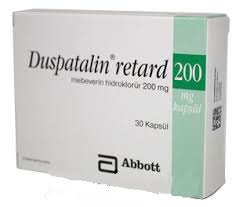 Duspatalin® retard
mebeverin hidroklorür 200 mg
200
mg
kapsül
30 Kapsül
Abbott